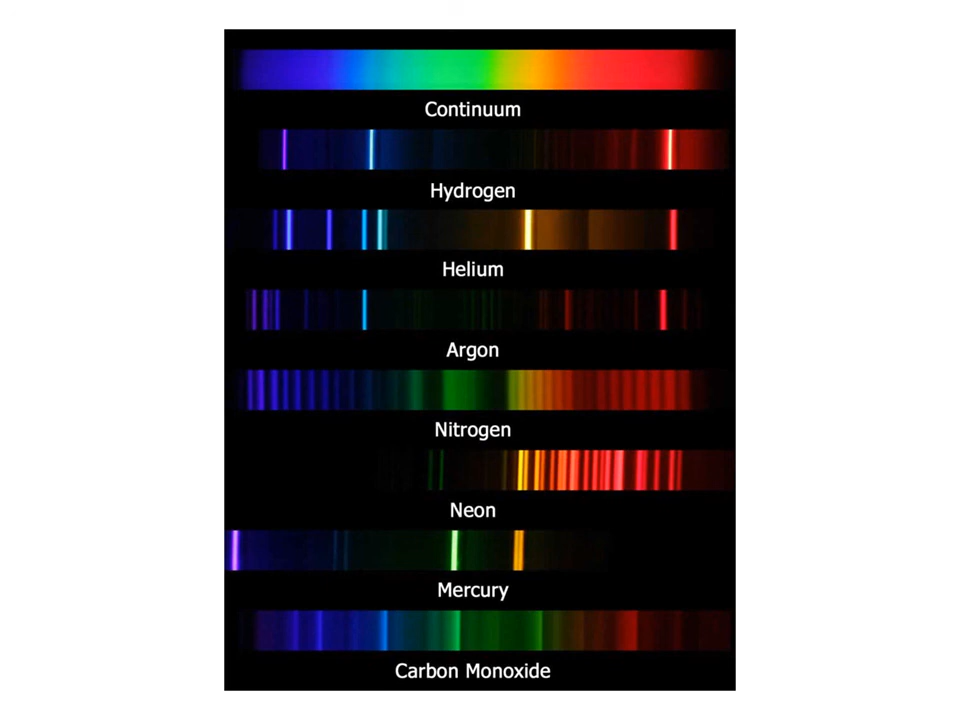 Continuum
Hydrogen
Helium
Argon
Nitrogen
Neon
Mercury
Carbon Monoxide